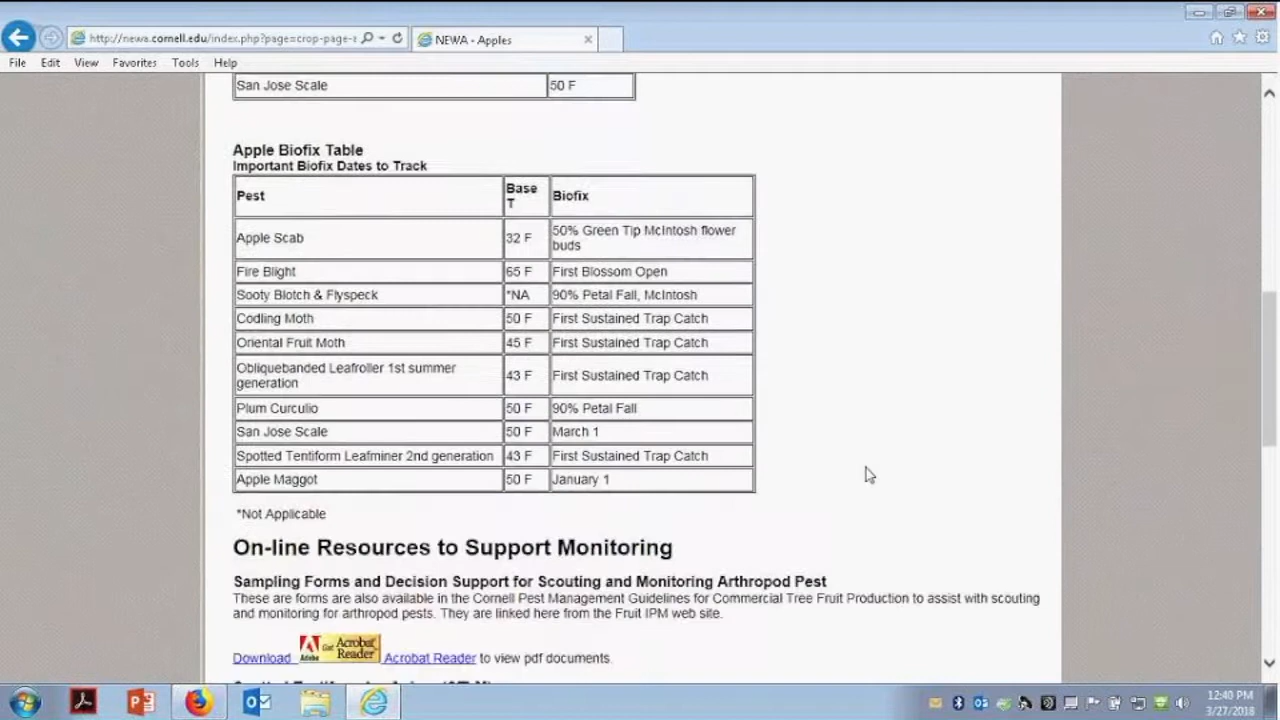 http://newa.cornell.edu/index.php?page=crop-page-a
NEWA - Apples
File Edit View Favorites Tools Help
San Jose Scale 50 F
Apple Biofix Table
Important Biofix Dates to Track
Pest Base T Biofix
Apple Scab 32 F 50% Green Tip McIntosh flower buds
Fire Blight 65 F First Blossom Open
Sooty Blotch & Flyspeck *NA 90% Petal Fall, McIntosh
Codling Moth 50 F First Sustained Trap Catch
Oriental Fruit Moth 45 F First Sustained Trap Catch
Obliquebanded Leafroller 1st summer generation 43 F First Sustained Trap Catch
Plum Curculio 50 F 90% Petal Fall
San Jose Scale 50 F March 1
Spotted Tentiform Leafminer 2nd generation 43 F First Sustained Trap Catch
Apple Maggot 50 F January 1
*Not Applicable
On-line Resources to Support Monitoring
Sampling Forms and Decision Support for Scouting and Monitoring Arthropod Pest
These are forms are also available in the Cornell Pest Management Guidelines for Commercial Tree Fruit Production to assist with scouting
and monitoring for arthropod pests. They are linked here from the Fruit IPM web site.
Download Adobe Get Acrobat Reader Acrobat Reader to view pdf documents.
12:40 PM
3/27/2018